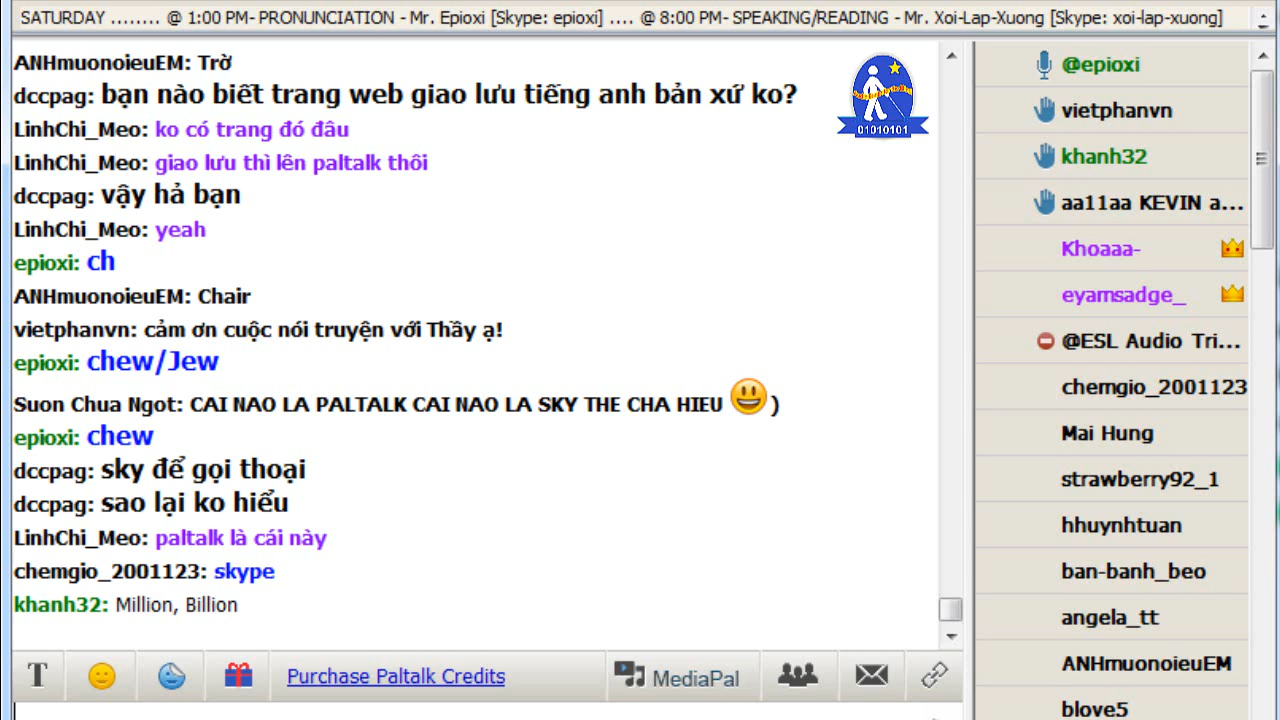 SATURDAY ........ @ 1:00 PM- PRONUNCIATION - Mr. Epioxi [Skype: epioxi] .... @ 8:00 PM- SPEAKING/READING - Mr. Xoi-Lap-Xuong [Skype: xoi-lap-xuong]
ANHmuonoieuEM: Trờ
dccpag: bạn nào biết trang web giao lưu tiếng anh bản xứ ko?
LinhChi_Meo: ko có trang đó đâu
LinhChi_Meo: giao lưu thì lên paltalk thôi
dccpag: vậy hả bạn
LinhChi_Meo: yeah
epioxi: ch
ANHmuonoieuEM: Chair
vietphanvn: cảm ơn cuộc nói truyện với Thầy ạ!
epioxi: chew/Jew
Suon Chua Ngot: CAI NAO LA PALTALK CAI NAO LA SKY THE CHA HIEU 😃 )
epioxi: chew
dccpag: sky để gọi thoại
dccpag: sao lại ko hiểu
LinhChi_Meo: paltalk là cái này
chemgio_2001123: skype
khanh32: Million, Billion
01010101
@epioxi
vietphanvn
khanh32
aa11aa KEVIN a...
Khoaaa-
eyamsadge_
@ESL Audio Tri...
chemgio_2001123
Mai Hung
strawberry92_1
hhuynhtuan
ban-banh_beo
angela_tt
ANHmuonoieuEM
blove5
T
Purchase Paltalk Credits
MediaPal